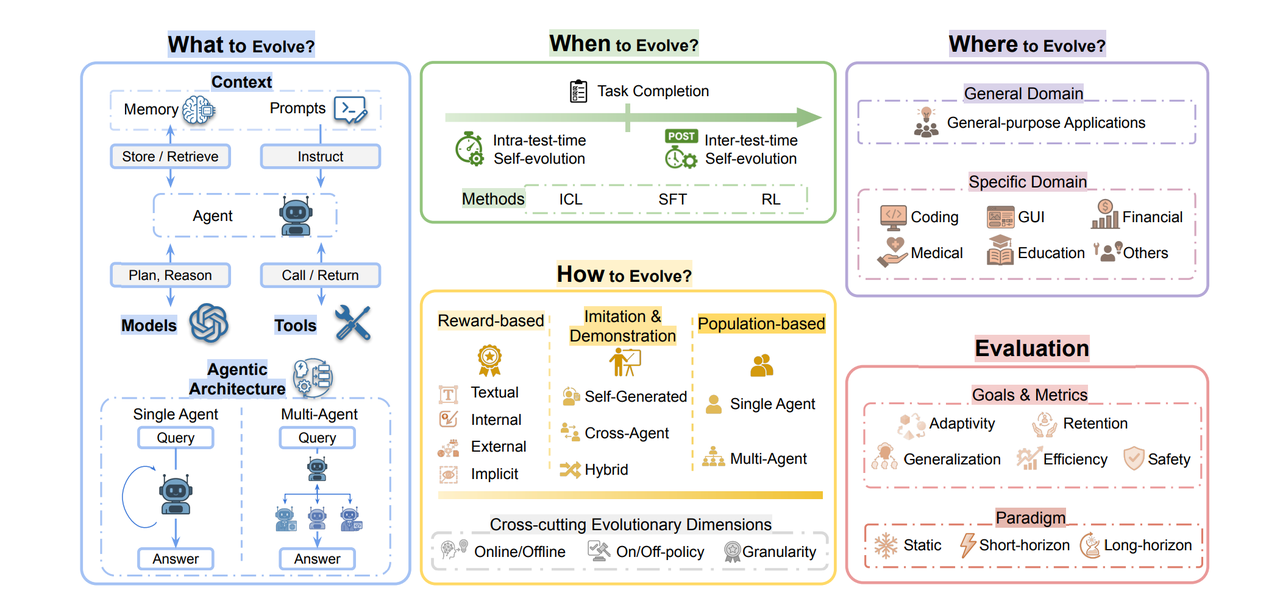 What to Evolve?
Context
Memory
Prompts
Store / Retrieve
Instruct
Agent
Plan, Reason
Call / Return
Models
Tools
Agentic
Architecture
Single Agent
Multi-Agent
Query
Query
Answer
Answer
When to Evolve?
Task Completion
Intra-test-time
Self-evolution
POST
Inter-test-time
Self-evolution
Methods
ICL
SFT
RL
How to Evolve?
Reward-based
Textual
Internal
External
Implicit
Imitation &
Demonstration
Self-Generated
Cross-Agent
Hybrid
Population-based
Single Agent
Multi-Agent
Cross-cutting Evolutionary Dimensions
Online/Offline
On/Off-policy
Granularity
Where to Evolve?
General Domain
General-purpose Applications
Specific Domain
Coding
GUI
Financial
Medical
Education
Others
Evaluation
Goals & Metrics
Adaptivity
Retention
Generalization
Efficiency
Safety
Paradigm
Static
Short-horizon
Long-horizon